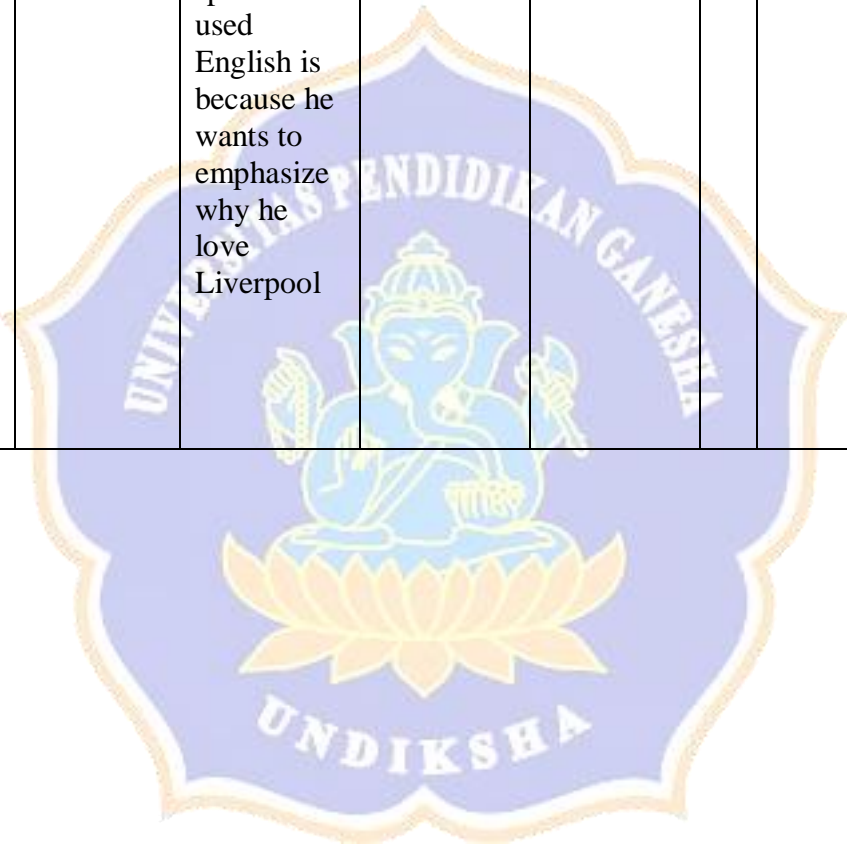 used
English is
because he
wants to
emphasize
why he
love
Liverpool
UNIVERSITAS PENDIDIKAN GANESHA
UNDIKSHA